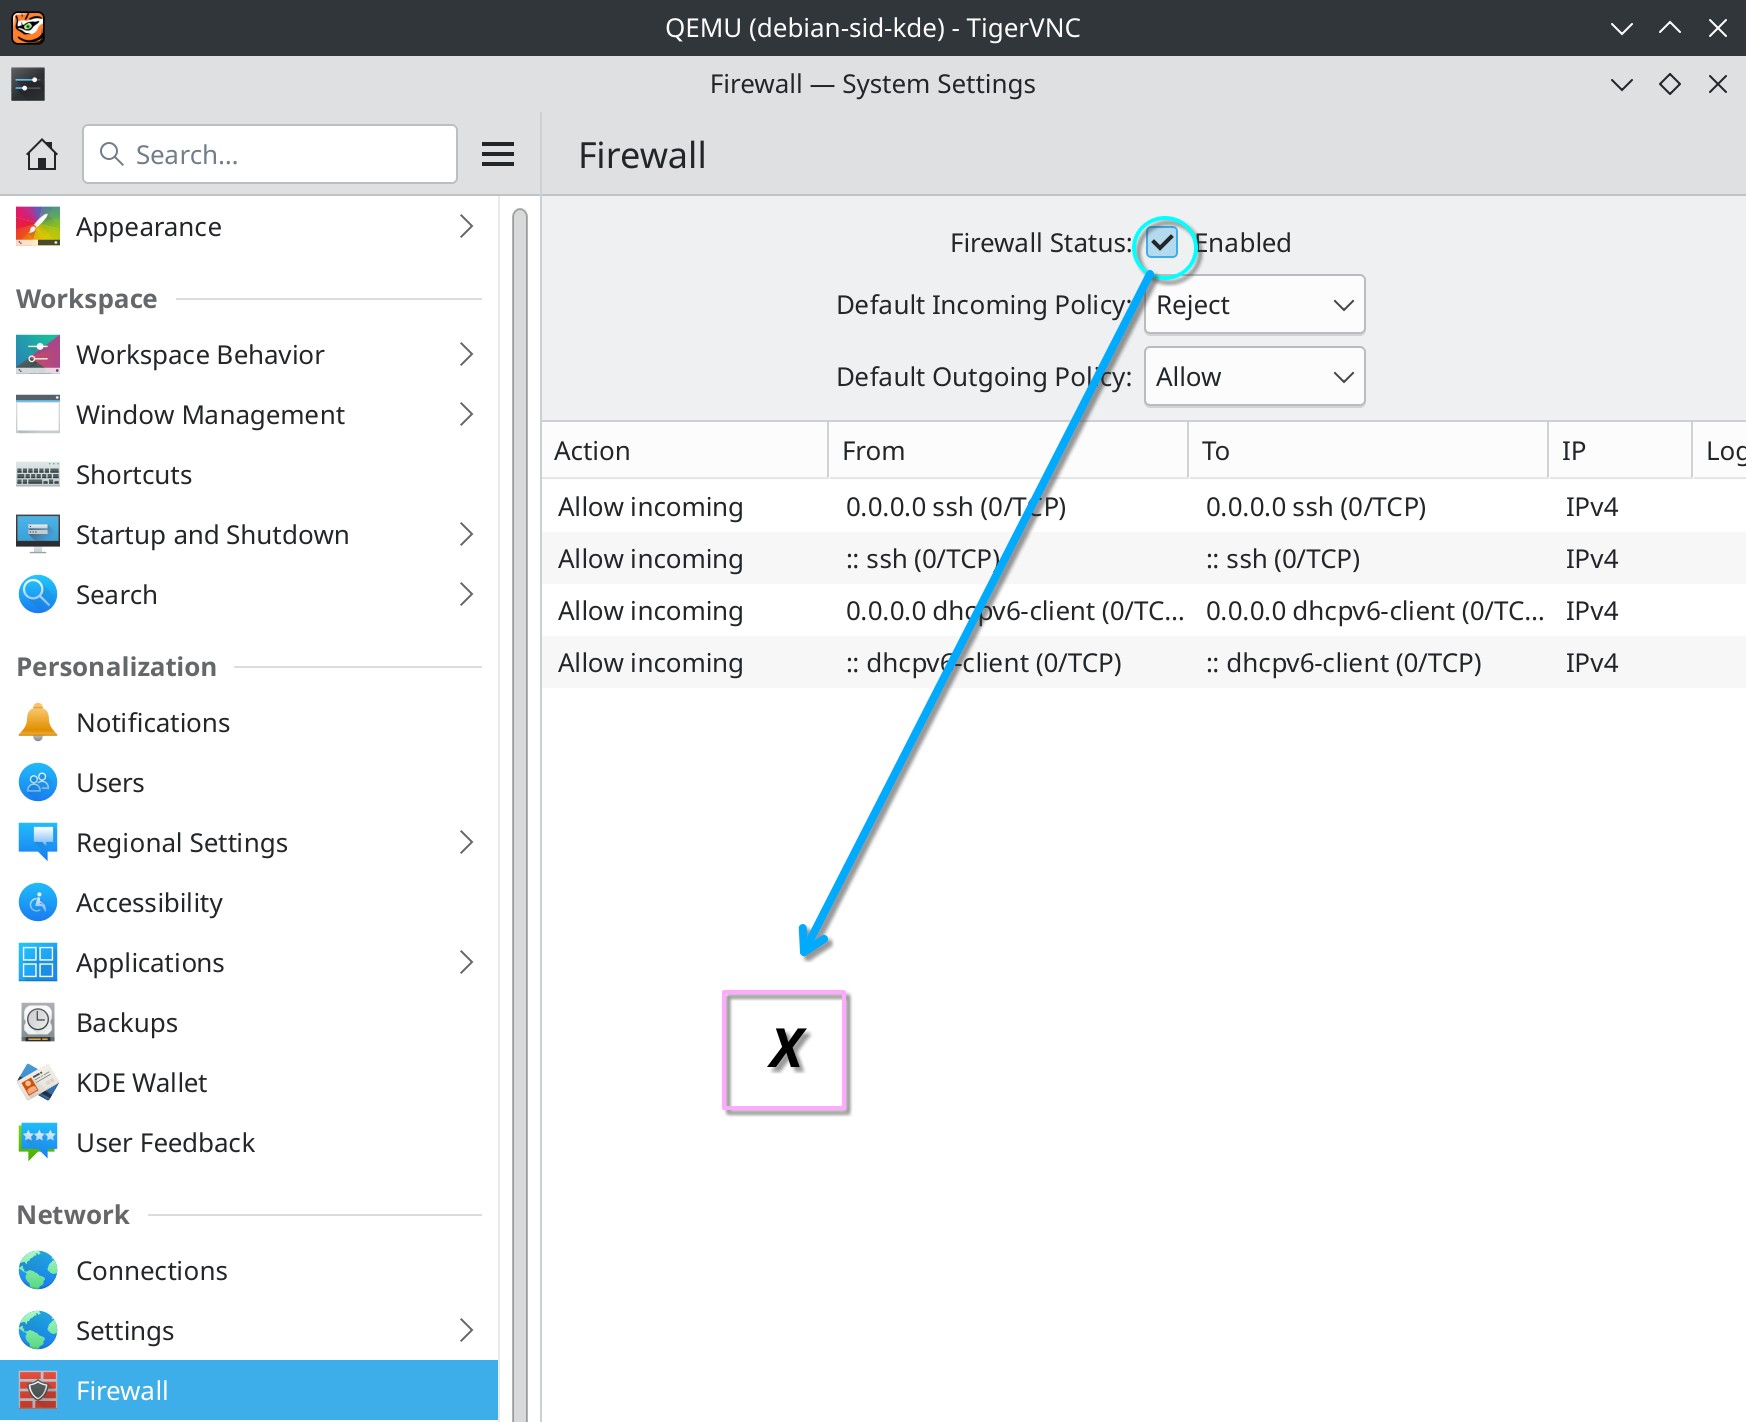 QEMU (debian-sid-kde) - TigerVNC
Firewall — System Settings
Search...
Firewall
Appearance
Workspace
Workspace Behavior
Window Management
Shortcuts
Startup and Shutdown
Search
Personalization
Notifications
Users
Regional Settings
Accessibility
Applications
Backups
KDE Wallet
User Feedback
Network
Connections
Settings
Firewall
Firewall Status: Enabled
Default Incoming Policy: Reject
Default Outgoing Policy: Allow
Action From To IP Log
Allow incoming 0.0.0.0 ssh (0/TCP) 0.0.0.0 ssh (0/TCP) IPv4
Allow incoming :: ssh (0/TCP) :: ssh (0/TCP) IPv4
Allow incoming 0.0.0.0 dhcpv6-client (0/TC... 0.0.0.0 dhcpv6-client (0/TC... IPv4
Allow incoming :: dhcpv6-client (0/TCP) :: dhcpv6-client (0/TCP) IPv4
X